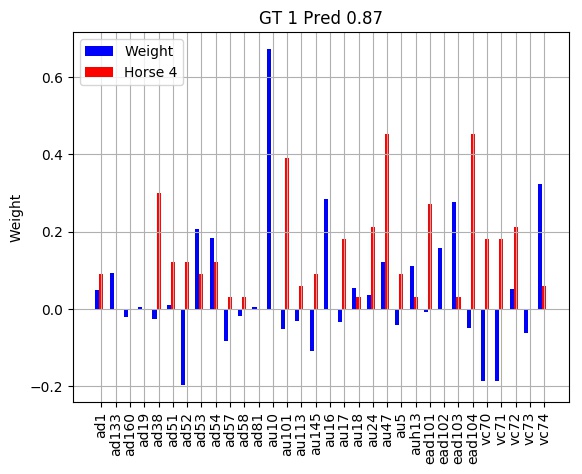 GT 1 Pred 0.87
Weight
Horse 4
Weight
0.6
0.4
0.2
0.0
−0.2
ad1
ad133
ad160
ad19
ad38
ad51
ad52
ad53
ad54
ad57
ad58
ad81
au10
au101
au113
au145
au16
au17
au18
au24
au47
au5
auh13
ead101
ead102
ead103
ead104
vc70
vc71
vc72
vc73
vc74